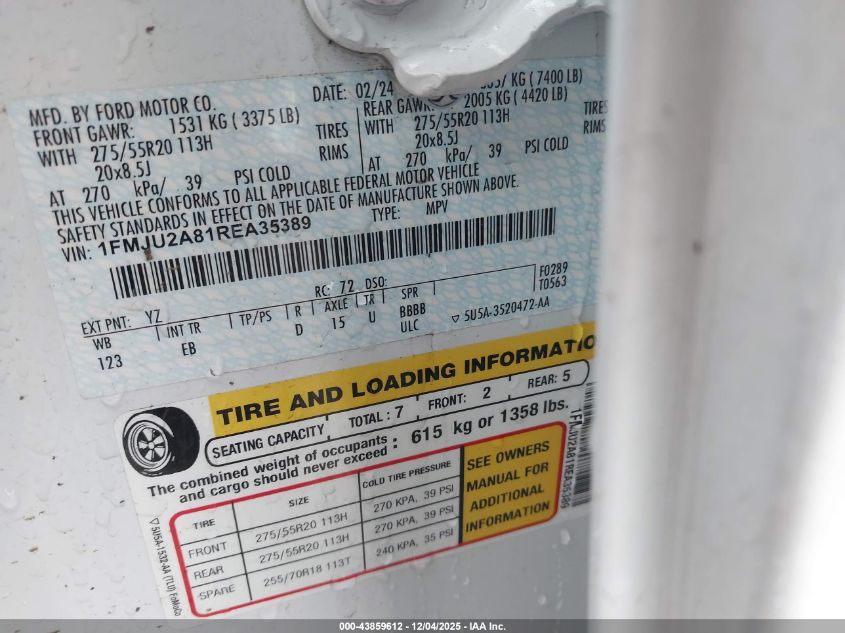 MFD. BY FORD MOTOR CO.
DATE: 02/24
KG ( 7400 LB)
FRONT GAWR: 1531 KG ( 3375 LB)
REAR GAWR: 2005 KG ( 4420 LB)
WITH 275/55R20 113H TIRES
WITH 275/55R20 113H TIRES
20x8.5J RIMS
20x8.5J RIMS
AT 270 kPa/ 39 PSI COLD
AT 270 kPa/ 39 PSI COLD
THIS VEHICLE CONFORMS TO ALL APPLICABLE FEDERAL MOTOR VEHICLE
SAFETY STANDARDS IN EFFECT ON THE DATE OF MANUFACTURE SHOWN ABOVE.
VIN: 1FMJU2A81REA35389
TYPE: MPV
F0289
T0563
RC: 72 DSO:
EXT PNT: YZ
WB INT TR TP/PS R AXLE TR SPR
123 EB D 15 U BBBB
ULC
5U5A-3520472-AA
TIRE AND LOADING INFORMATIO
SEATING CAPACITY TOTAL : 7 FRONT: 2 REAR: 5
The combined weight of occupants
and cargo should never exceed : 615 kg or 1358 lbs.
TIRE SIZE COLD TIRE PRESSURE
FRONT 275/55R20 113H 270 KPA, 39 PSI
REAR 275/55R20 113H 270 KPA, 39 PSI
SPARE 255/70R18 113T 240 KPA, 35 PSI
SEE OWNERS
MANUAL FOR
ADDITIONAL
INFORMATION
1FMJU2A81REA35389
5U5A-1532-AA (TLU) FoMoCo
000-43859612 - 12/04/2025 - IAA Inc.